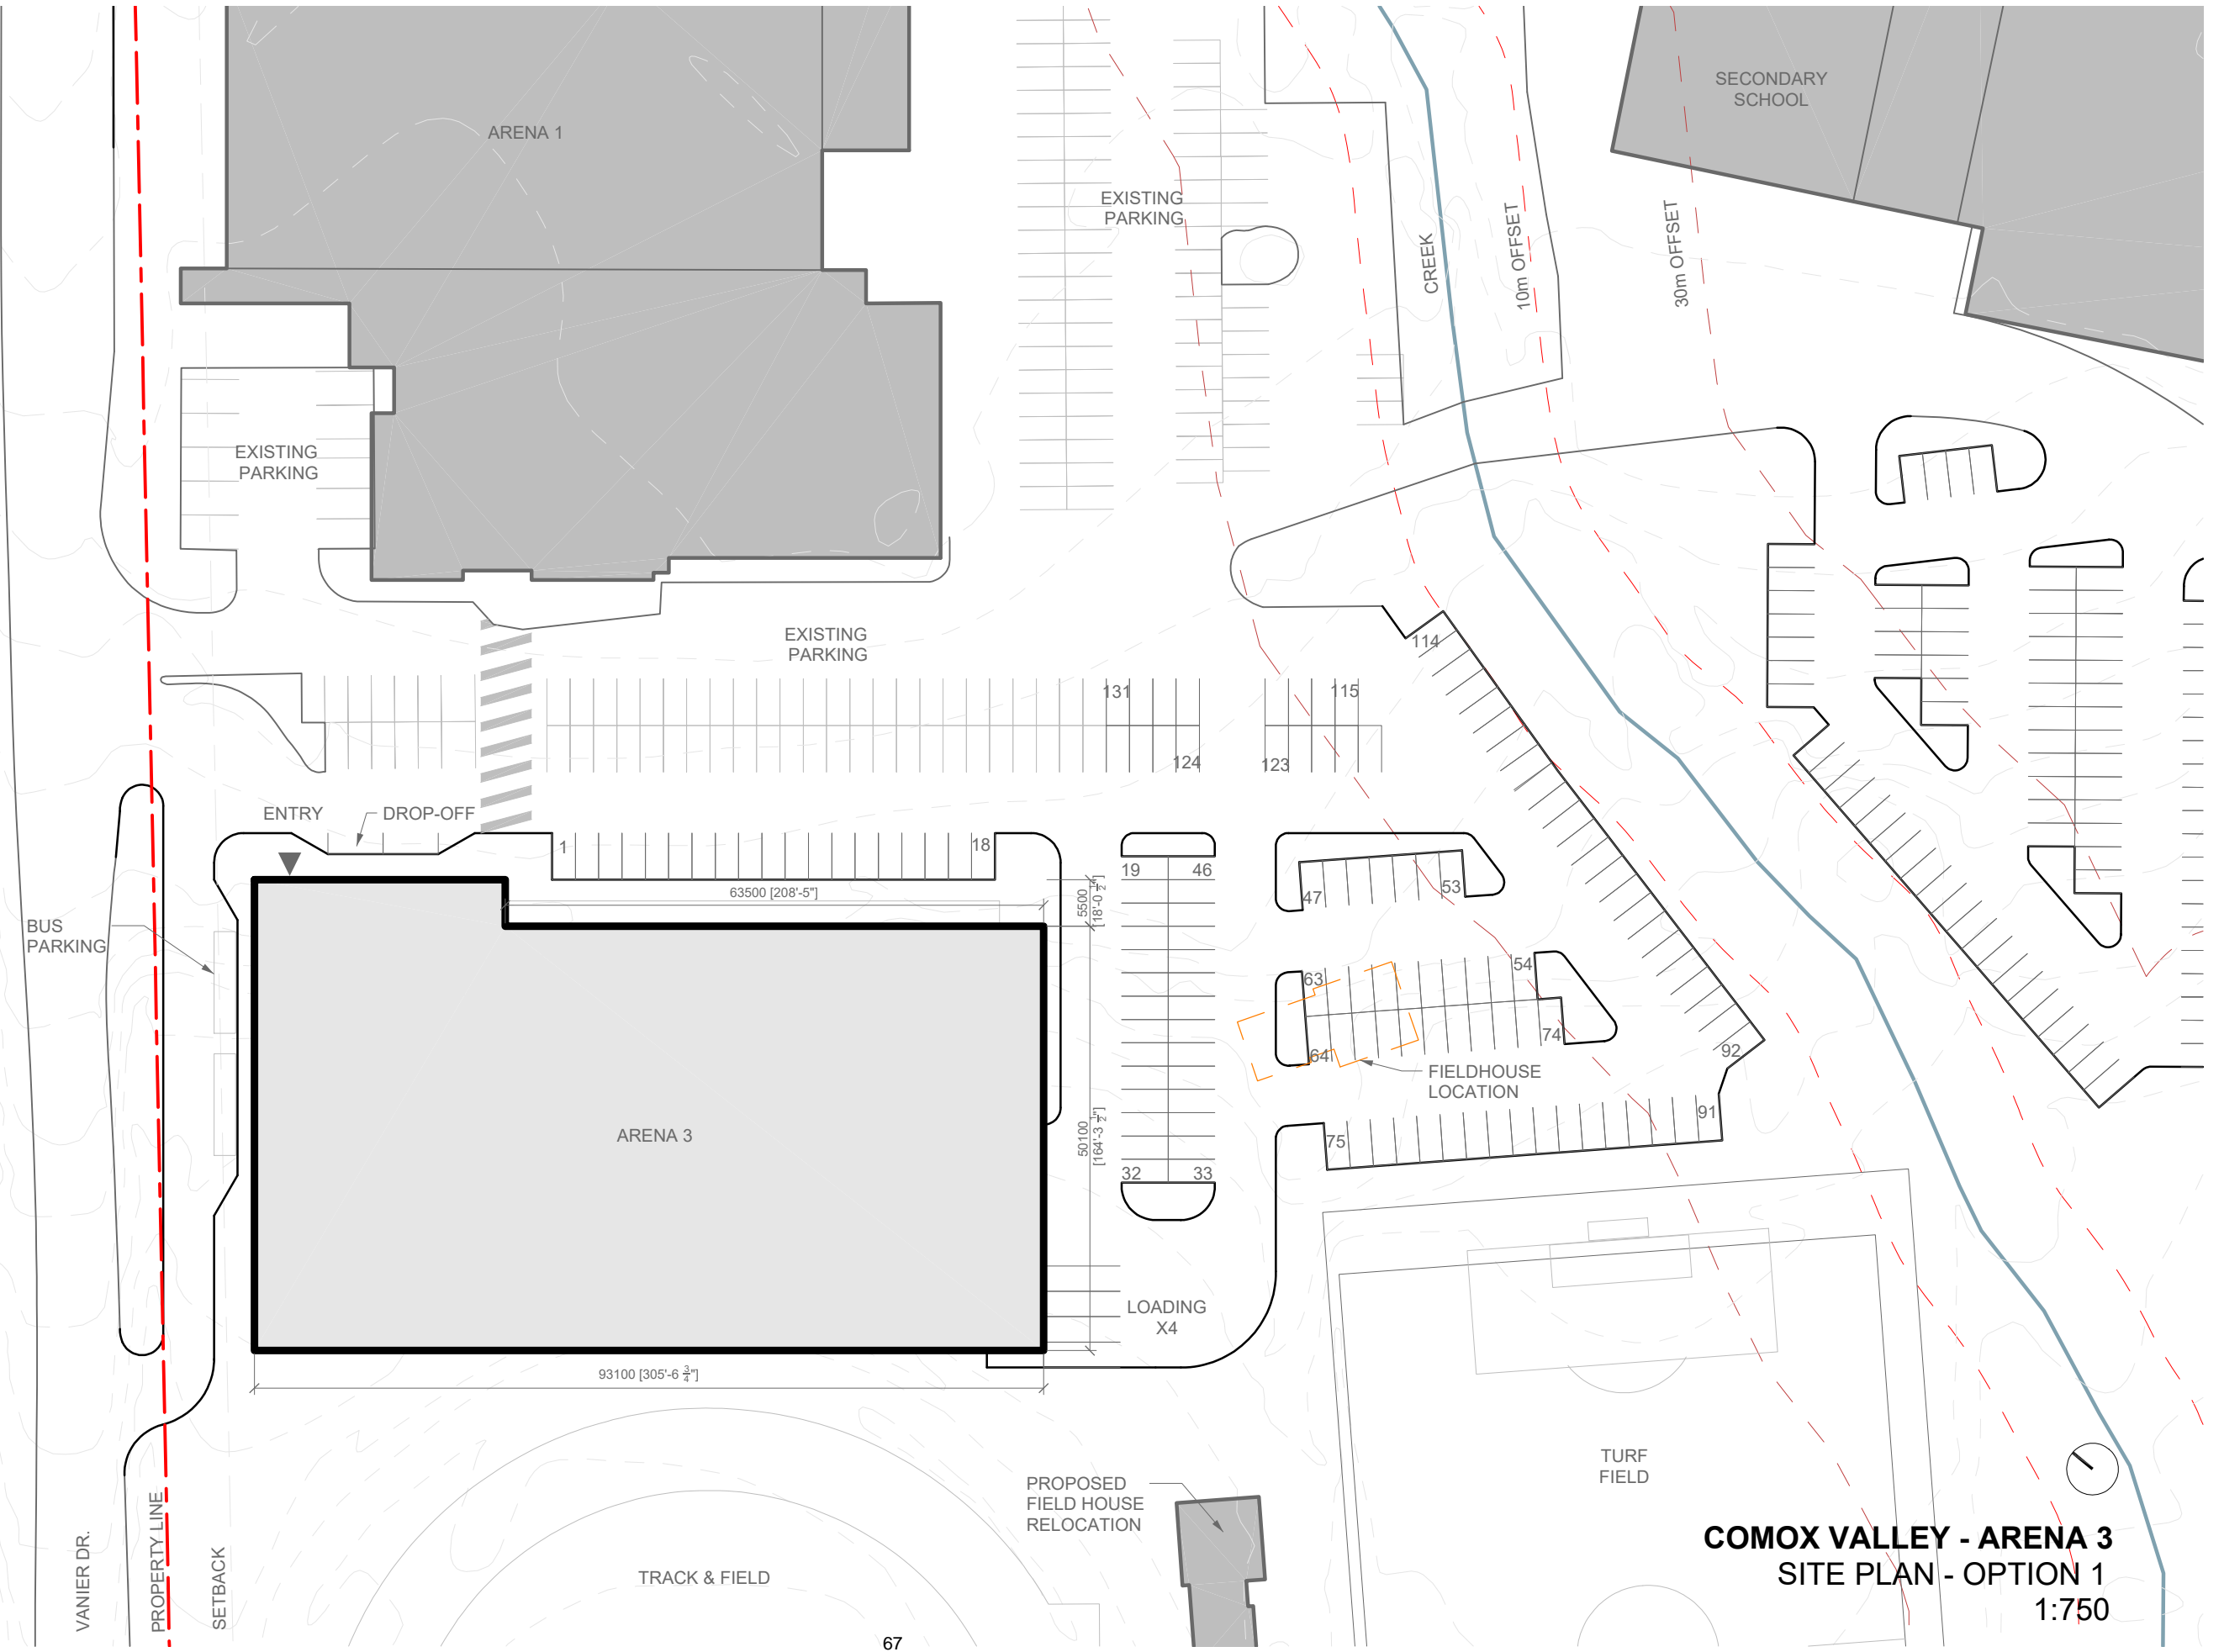 SECONDARY
SCHOOL
ARENA 1
EXISTING
PARKING
CREEK
10m OFFSET
30m OFFSET
EXISTING
PARKING
EXISTING
PARKING
114
131
115
124
123
ENTRY
DROP-OFF
1
18
19
46
47
53
63500 [208'-5"]
5500
[18'-0 1/2"]
BUS
PARKING
63
54
64
74
92
FIELDHOUSE
LOCATION
91
75
ARENA 3
50100
[164'-3 1/2"]
32
33
LOADING
X4
93100 [305'-6 3/4"]
TURF
FIELD
PROPOSED
FIELD HOUSE
RELOCATION
VANIER DR.
PROPERTY LINE
SETBACK
TRACK & FIELD
COMOX VALLEY - ARENA 3
SITE PLAN - OPTION 1
1:750
67